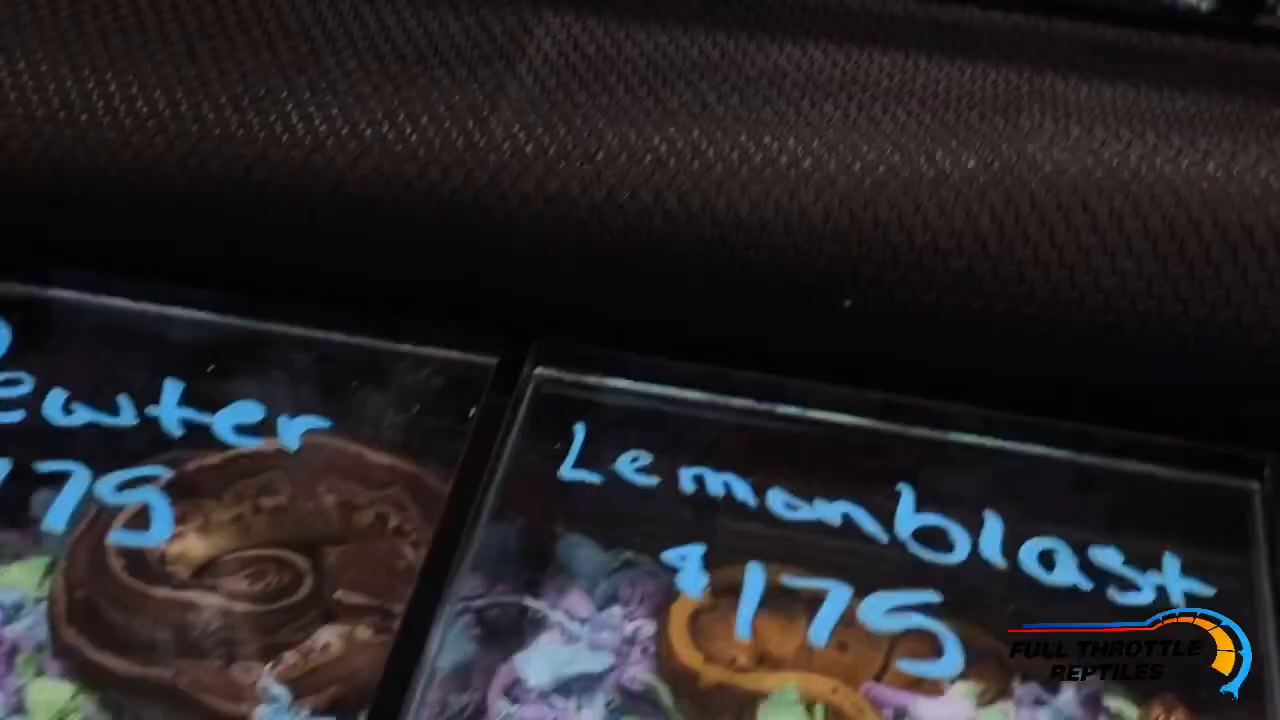 ewter
175
Lemonblast
$175
FULL THROTTLE
REPTILES